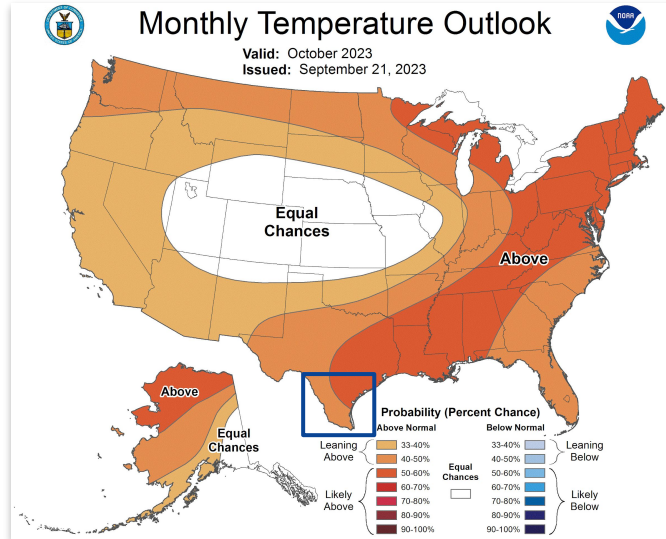 Monthly Temperature Outlook
NOAA
Valid: October 2023
Issued: September 21, 2023
Equal
Chances
Above
Above
Equal
Chances
Probability (Percent Chance)
Above Normal
Below Normal
Leaning
Above
33-40%
40-50%
50-60%
60-70%
70-80%
80-90%
90-100%
Likely
Above
Equal
Chances
33-40%
40-50%
50-60%
60-70%
70-80%
80-90%
90-100%
Leaning
Below
Likely
Below